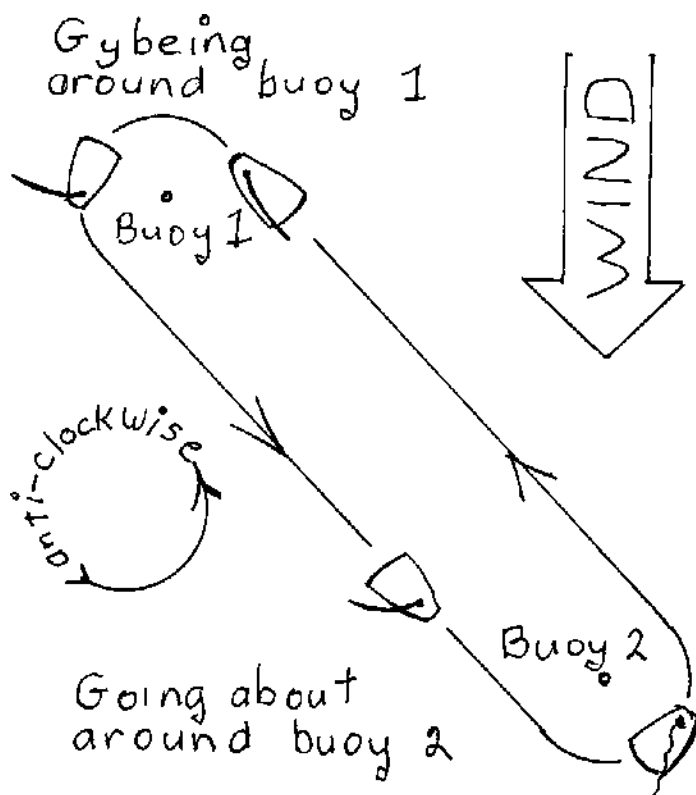 Gybeing
around buoy 1
WIND
Buoy 1
anti-clockwise
Buoy 2
Going about
around buoy 2